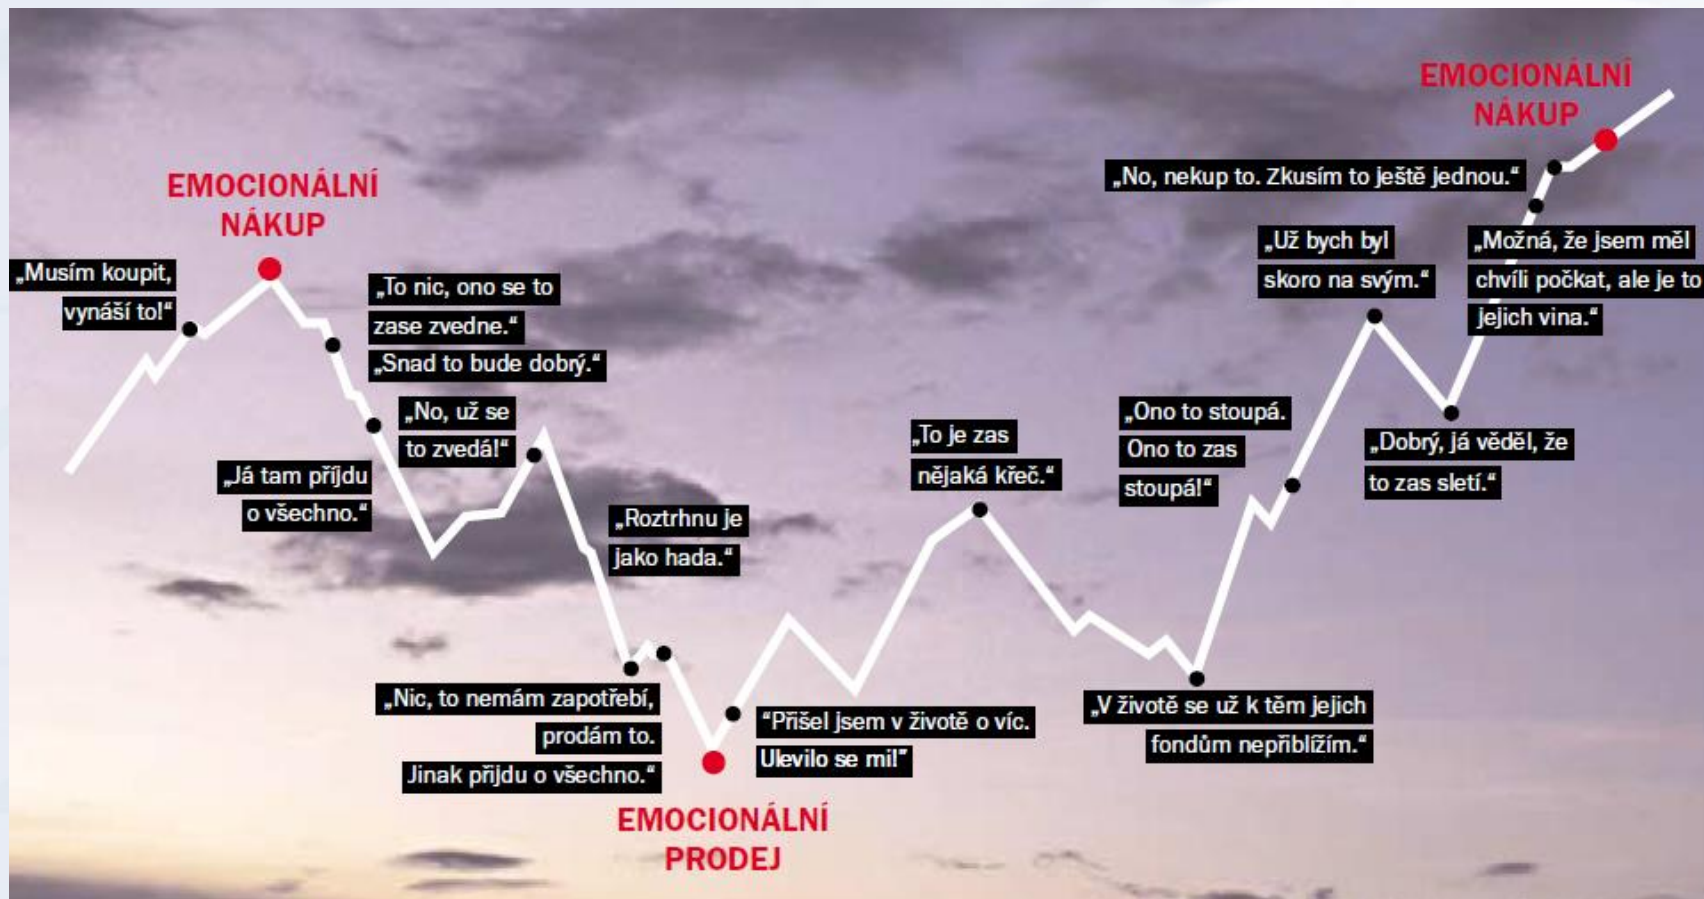 EMOCIONÁLNÍ
NÁKUP
„Musím koupit,
vynáší to!“
„To nic, ono se to
zase zvedne.“
„Snad to bude dobrý.“
„No, už se
to zvedá!“
„Já tam příjdu
o všechno.“
„Roztrhnu je
jako hada.“
„Nic, to nemám zapotřebí,
prodám to.
Jinak přijdu o všechno.“
EMOCIONÁLNÍ
PRODEJ
“Přišel jsem v životě o víc.
Ulevilo se mi!”
„To je zas
nějaká křeč.“
„V životě se už k těm jejich
fondům nepřiblížím.“
„Ono to stoupá.
Ono to zas
stoupá!“
„Už bych byl
skoro na svým.“
„Dobrý, já věděl, že
to zas sletí.“
„Možná, že jsem měl
chvíli počkat, ale je to
jejich vina.“
„No, nekup to. Zkusím to ještě jednou.“
EMOCIONÁLNÍ
NÁKUP